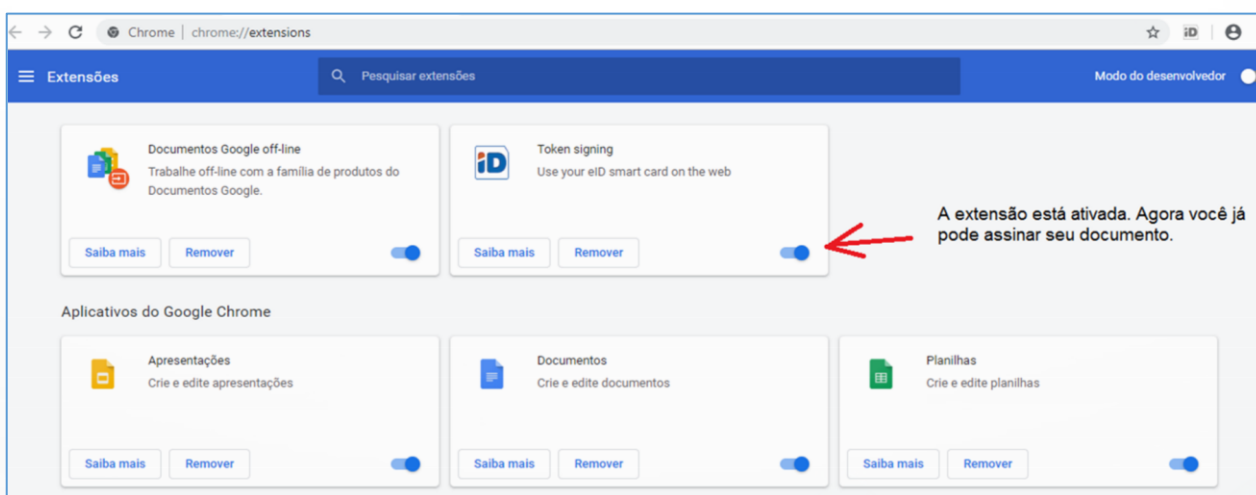 Chrome | chrome://extensions
iD
Extensões
Pesquisar extensões
Modo do desenvolvedor
Documentos Google off-line
Trabalhe off-line com a família de produtos do
Documentos Google.
Saiba mais
Remover
iD
Token signing
Use your eID smart card on the web
Saiba mais
Remover
A extensão está ativada. Agora você já
pode assinar seu documento.
Aplicativos do Google Chrome
Apresentações
Crie e edite apresentações
Saiba mais
Remover
Documentos
Crie e edite documentos
Saiba mais
Remover
Planilhas
Crie e edite planilhas
Saiba mais
Remover